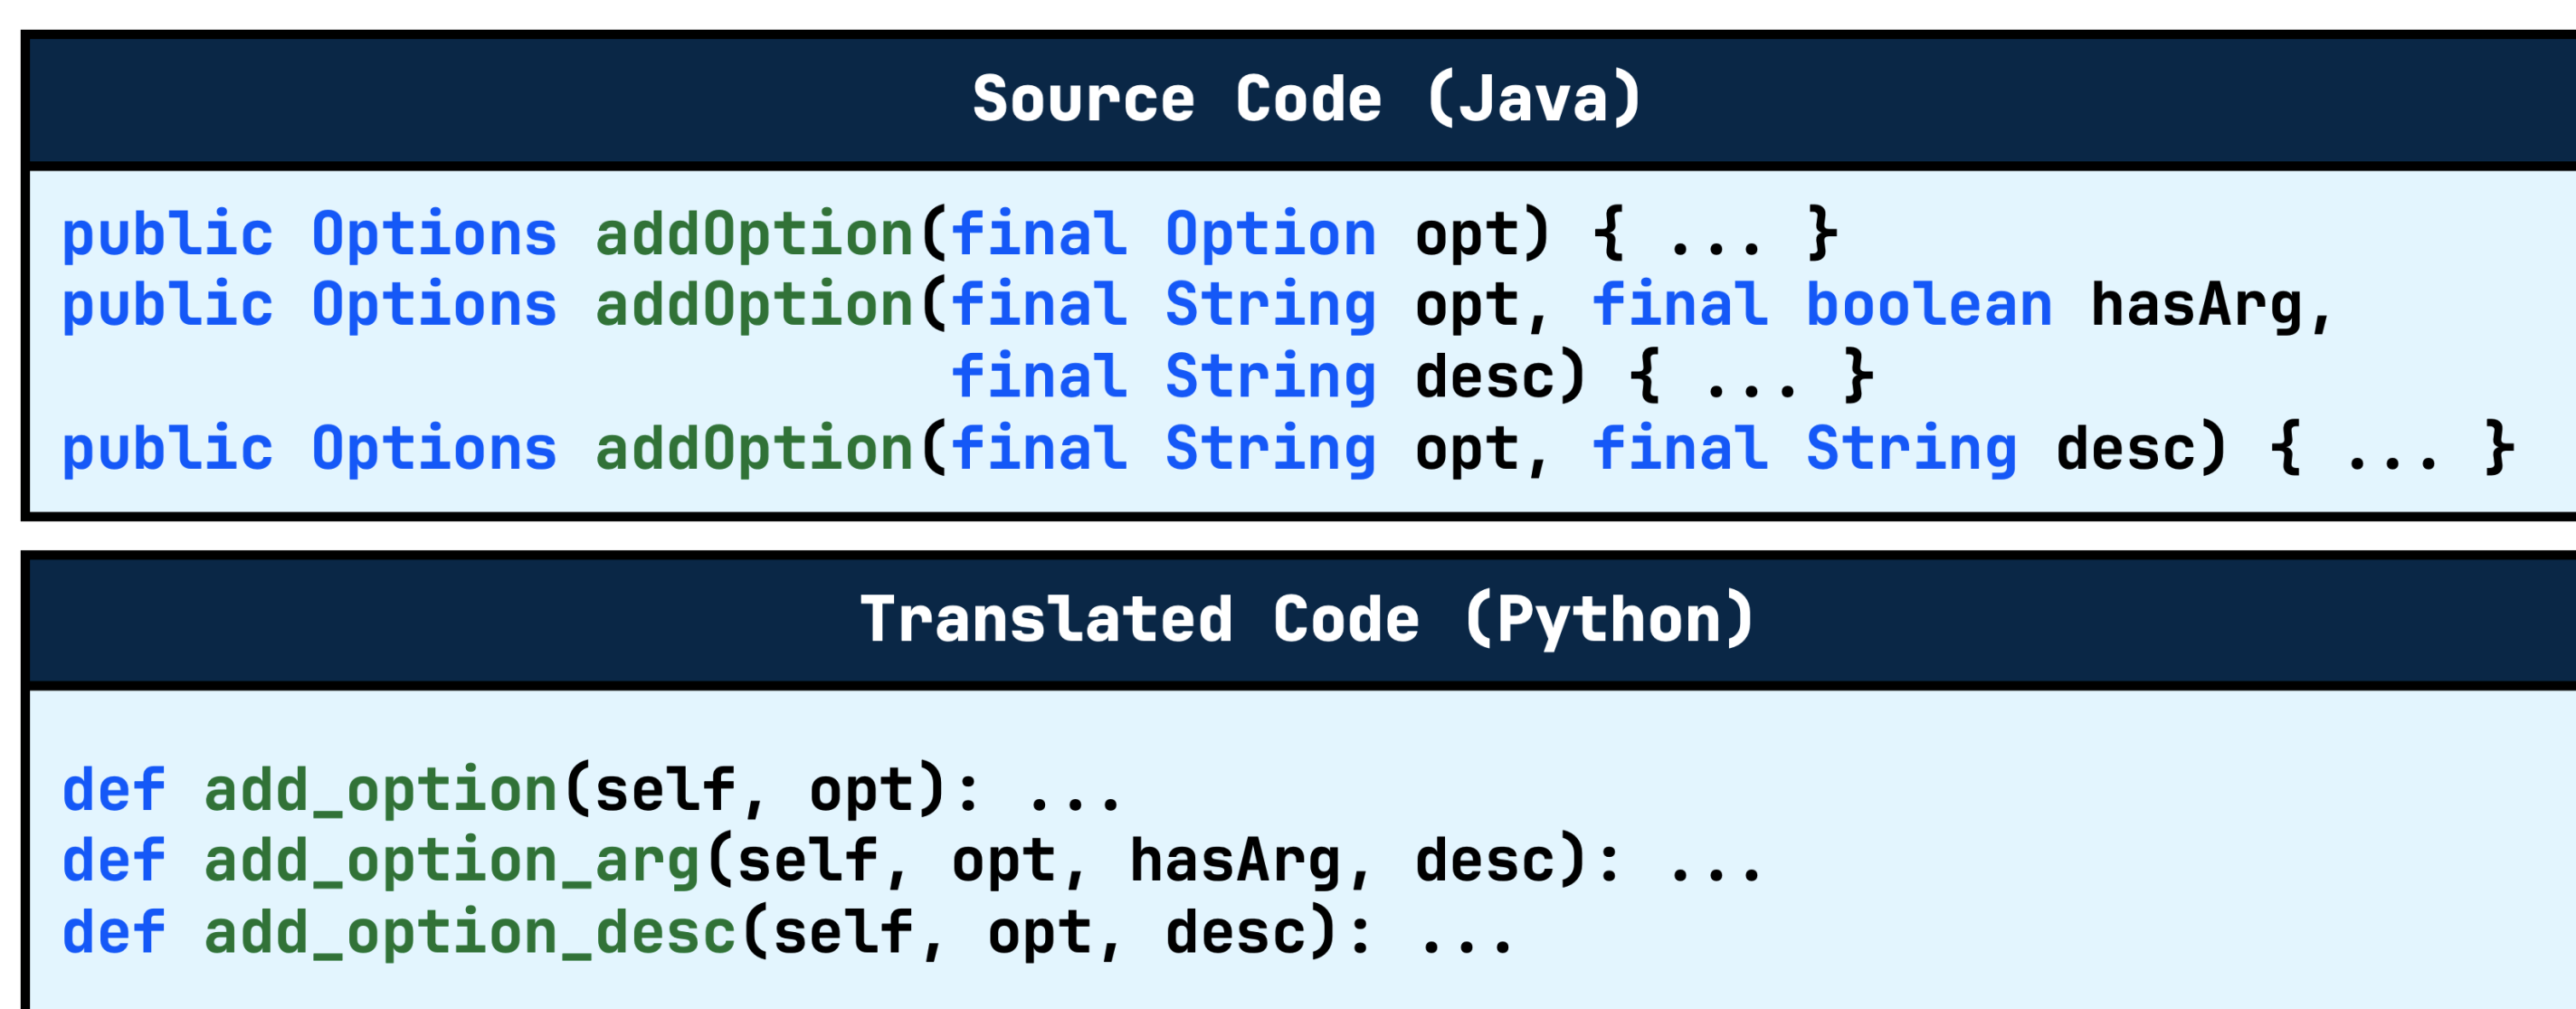 Source Code (Java)
public Options addOption(final Option opt) { ... }
public Options addOption(final String opt, final boolean hasArg,
final String desc) { ... }
public Options addOption(final String opt, final String desc) { ... }
Translated Code (Python)
def add_option(self, opt): ...
def add_option_arg(self, opt, hasArg, desc): ...
def add_option_desc(self, opt, desc): ...